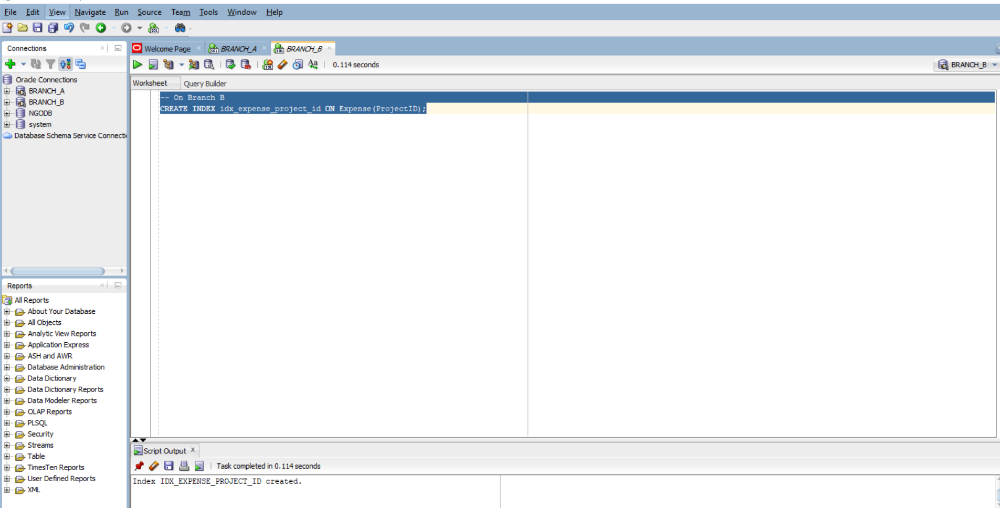 File Edit View Navigate Run Source Team Tools Window Help
Connections
Oracle Connections
BRANCH_A
BRANCH_B
NGODB
system
Database Schema Service Connecti
Reports
All Reports
About Your Database
All Objects
Analytic View Reports
Application Express
ASH and AWR
Database Administration
Data Dictionary
Data Dictionary Reports
Data Modeler Reports
OLAP Reports
PLSQL
Security
Streams
Table
TimesTen Reports
User Defined Reports
XML
Welcome Page BRANCH_A BRANCH_B
0.114 seconds BRANCH_B
Worksheet Query Builder
-- On Branch B
CREATE INDEX idx_expense_project_id ON Expense(ProjectID);
Script Output
Task completed in 0.114 seconds
Index IDX_EXPENSE_PROJECT_ID created.